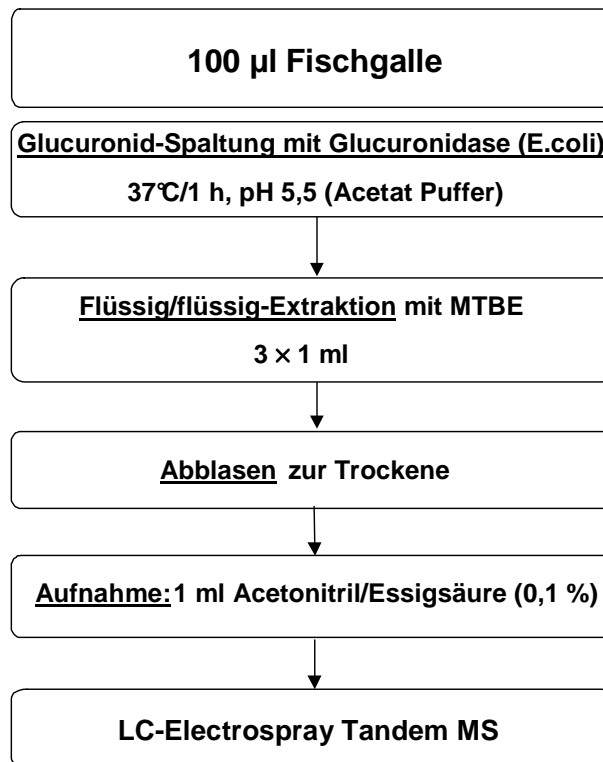 100 µl Fischgalle
Glucuronid-Spaltung mit Glucuronidase (E.coli)
37°C/1 h, pH 5,5 (Acetat Puffer)
Flüssig/flüssig-Extraktion mit MTBE
3 × 1 ml
Abblasen zur Trockene
Aufnahme: 1 ml Acetonitril/Essigsäure (0,1 %)
LC-Electrospray Tandem MS